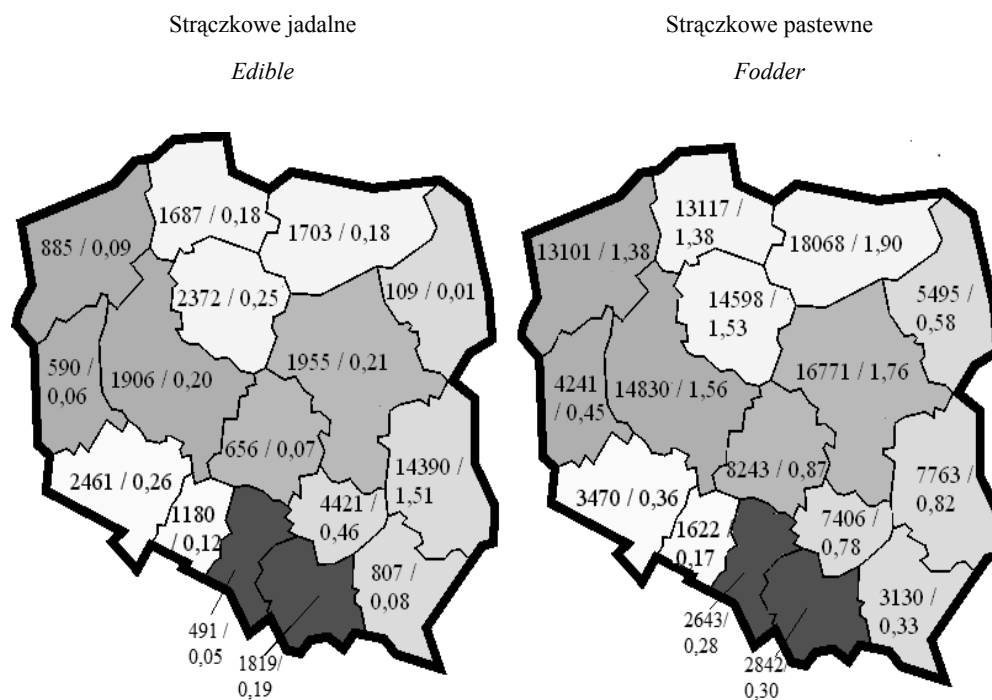 Strączkowe jadalne
Edible
1687 / 0,18
1703 / 0,18
885 / 0,09
2372 / 0,25
109 / 0,01
590 /
0,06
1906 / 0,20
1955 / 0,21
656 / 0,07
14390 /
1,51
2461 / 0,26
4421 /
0,46
1180
/ 0,12
807 /
0,08
491 /
0,05
1819/
0,19
Strączkowe pastewne
Fodder
13117 /
1,38
18068 / 1,90
13101 / 1,38
14598 /
1,53
5495 /
0,58
4241
/ 0,45
14830 / 1,56
16771 / 1,76
8243 / 0,87
7763 /
0,82
3470 / 0,36
7406 /
0,78
1622
/ 0,17
3130 /
0,33
2643 /
0,28
2842/
0,30